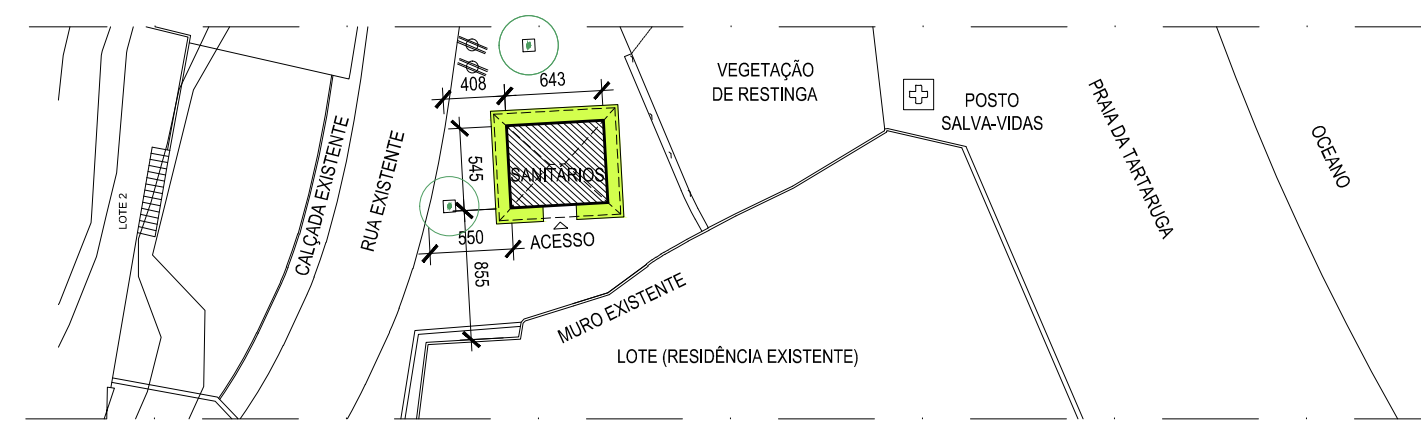 LOTE 2
CALÇADA EXISTENTE
RUA EXISTENTE
408
643
545
SANITÁRIOS
550
ACESSO
855
MURO EXISTENTE
VEGETAÇÃO
DE RESTINGA
POSTO
SALVA-VIDAS
LOTE (RESIDÊNCIA EXISTENTE)
PRAIA DA TARTARUGA
OCEANO